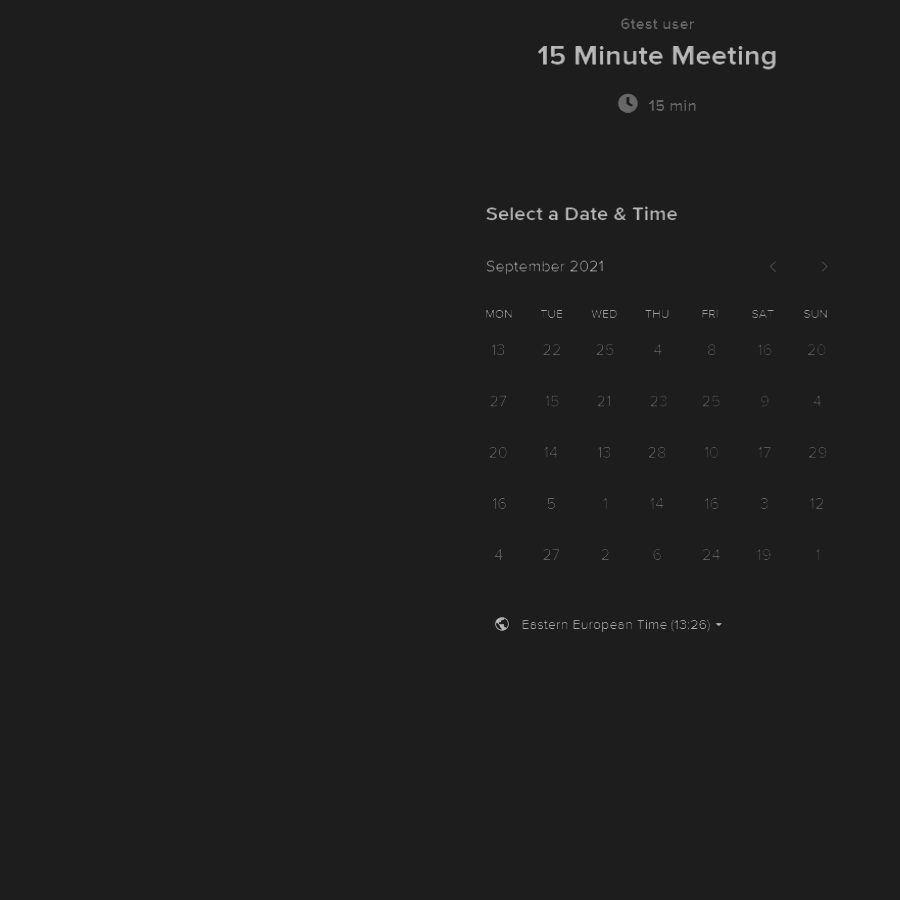 6test user
15 Minute Meeting
15 min
Select a Date & Time
September 2021
MON TUE WED THU FRI SAT SUN
13 22 25 4 8 16 20
27 15 21 23 25 9 4
20 14 13 28 10 17 29
16 5 1 14 16 3 12
4 27 2 6 24 19 1
Eastern European Time (13:26)